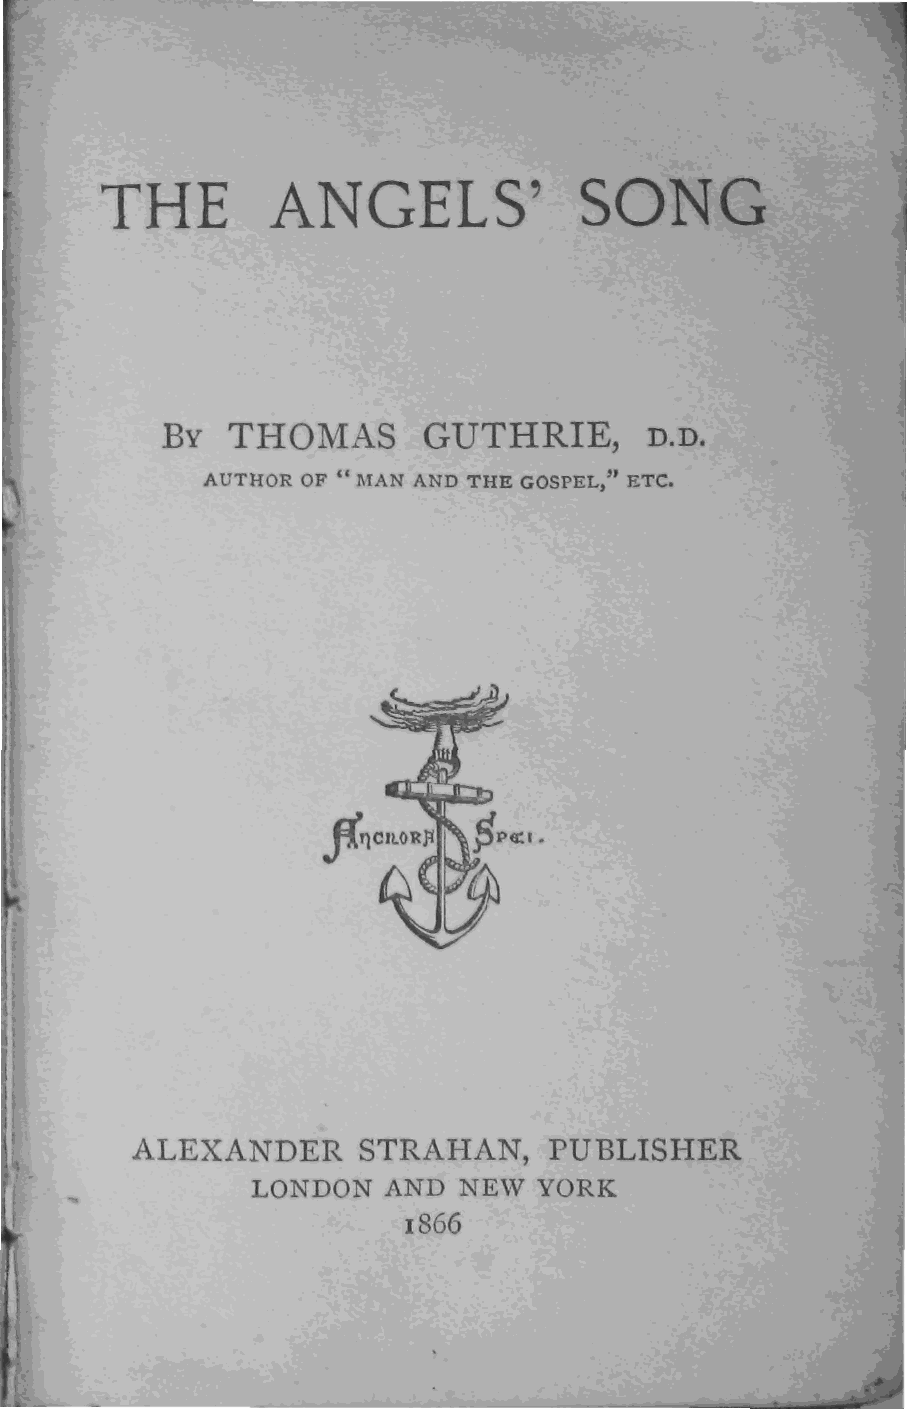 THE ANGELS’ SONG
BY THOMAS GUTHRIE, D.D.
AUTHOR OF “MAN AND THE GOSPEL,” ETC.
Anchora Spei.
ALEXANDER STRAHAN, PUBLISHER
LONDON AND NEW YORK
1866